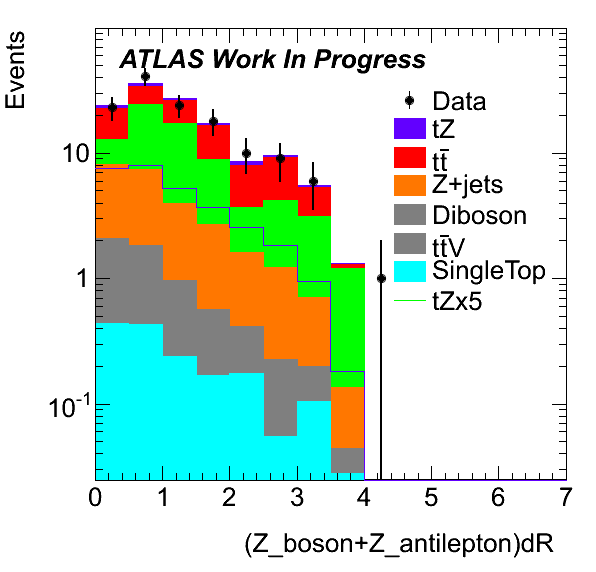 Events
ATLAS Work In Progress
Data
tZ
tt̄
Z+jets
Diboson
tt̄V
SingleTop
tZx5
10
1
10⁻¹
0 1 2 3 4 5 6 7
(Z_boson+Z_antilepton)dR